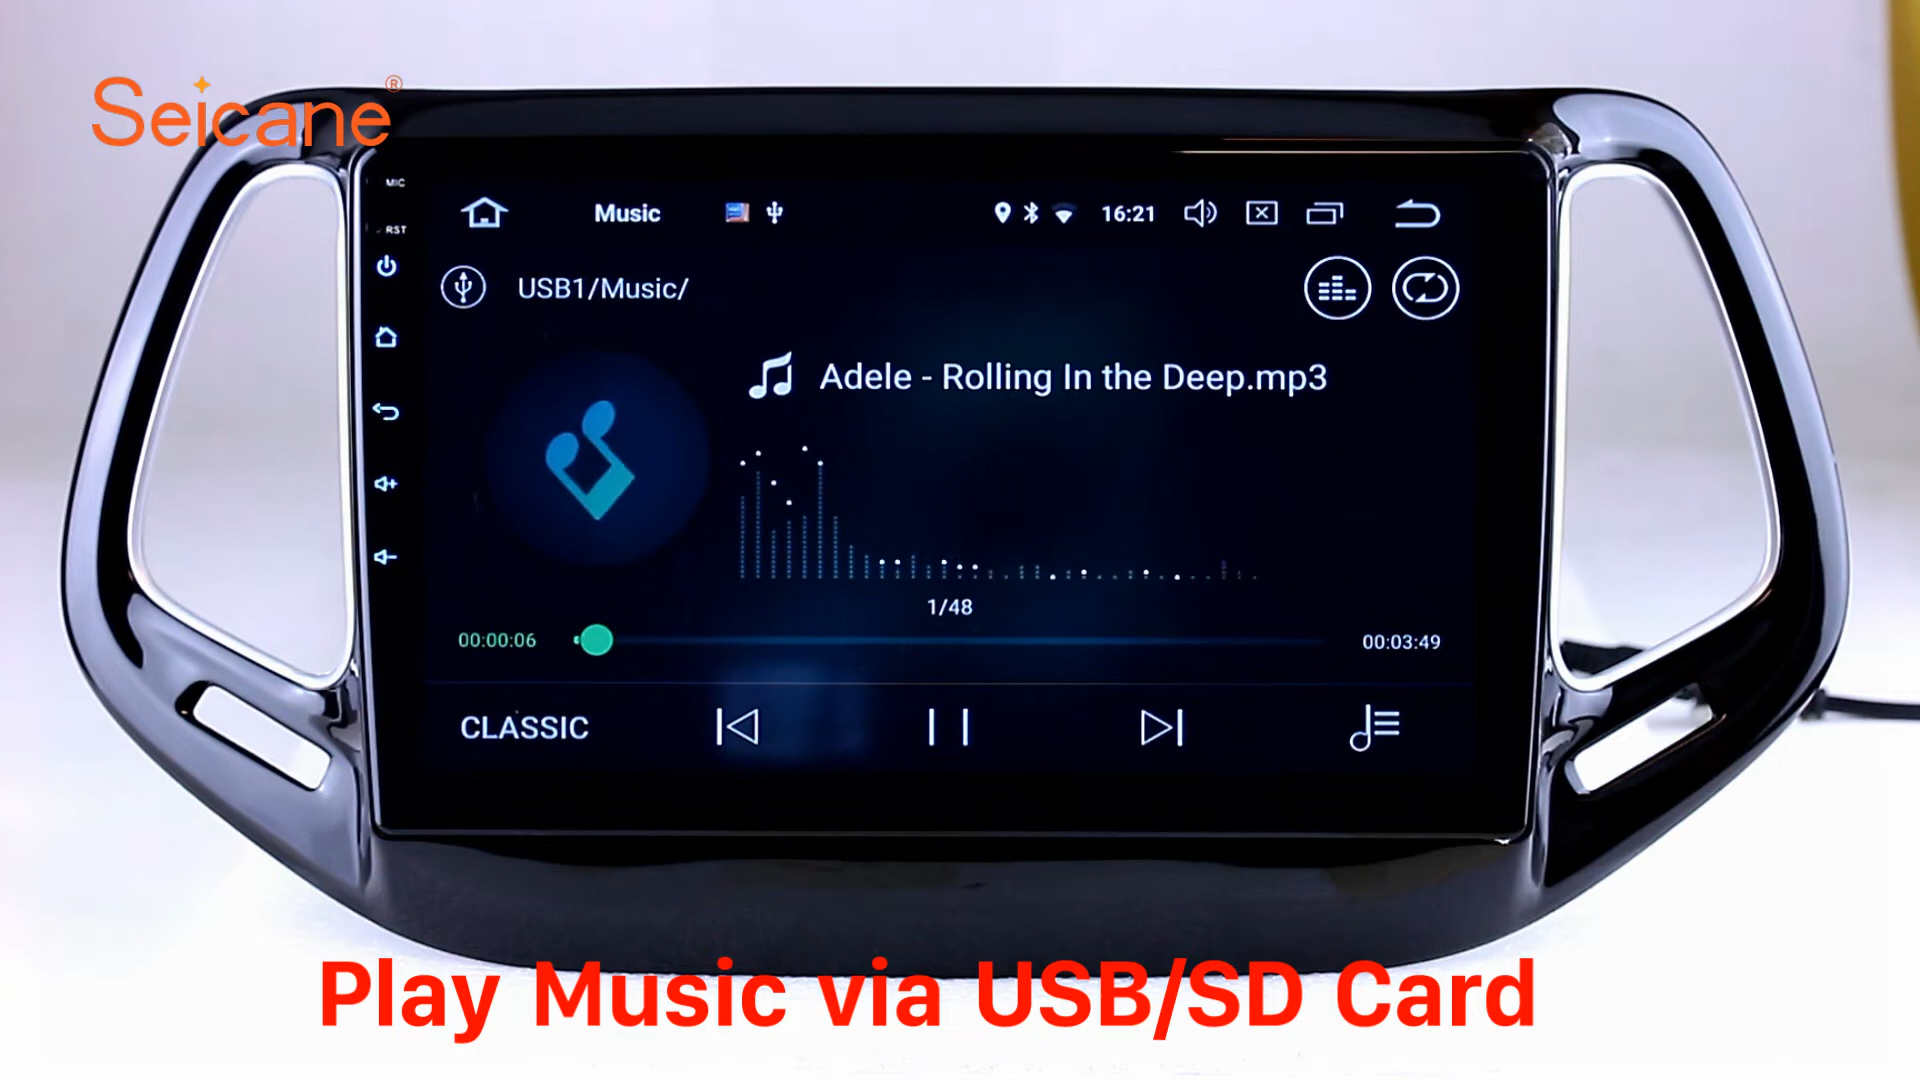 Seicane®
MIC
RST
Music
16:21
USB1/Music/
Adele - Rolling In the Deep.mp3
1/48
00:00:06
00:03:49
CLASSIC
Play Music via USB/SD Card